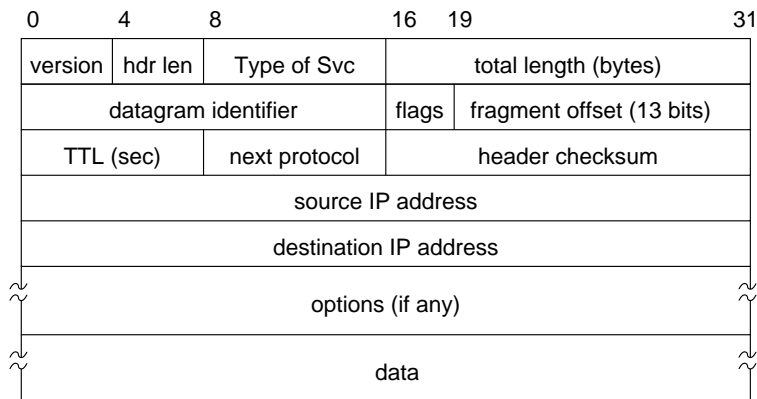 0 4 8 16 19 31
version hdr len Type of Svc total length (bytes)
datagram identifier flags fragment offset (13 bits)
TTL (sec) next protocol header checksum
source IP address
destination IP address
options (if any)
data